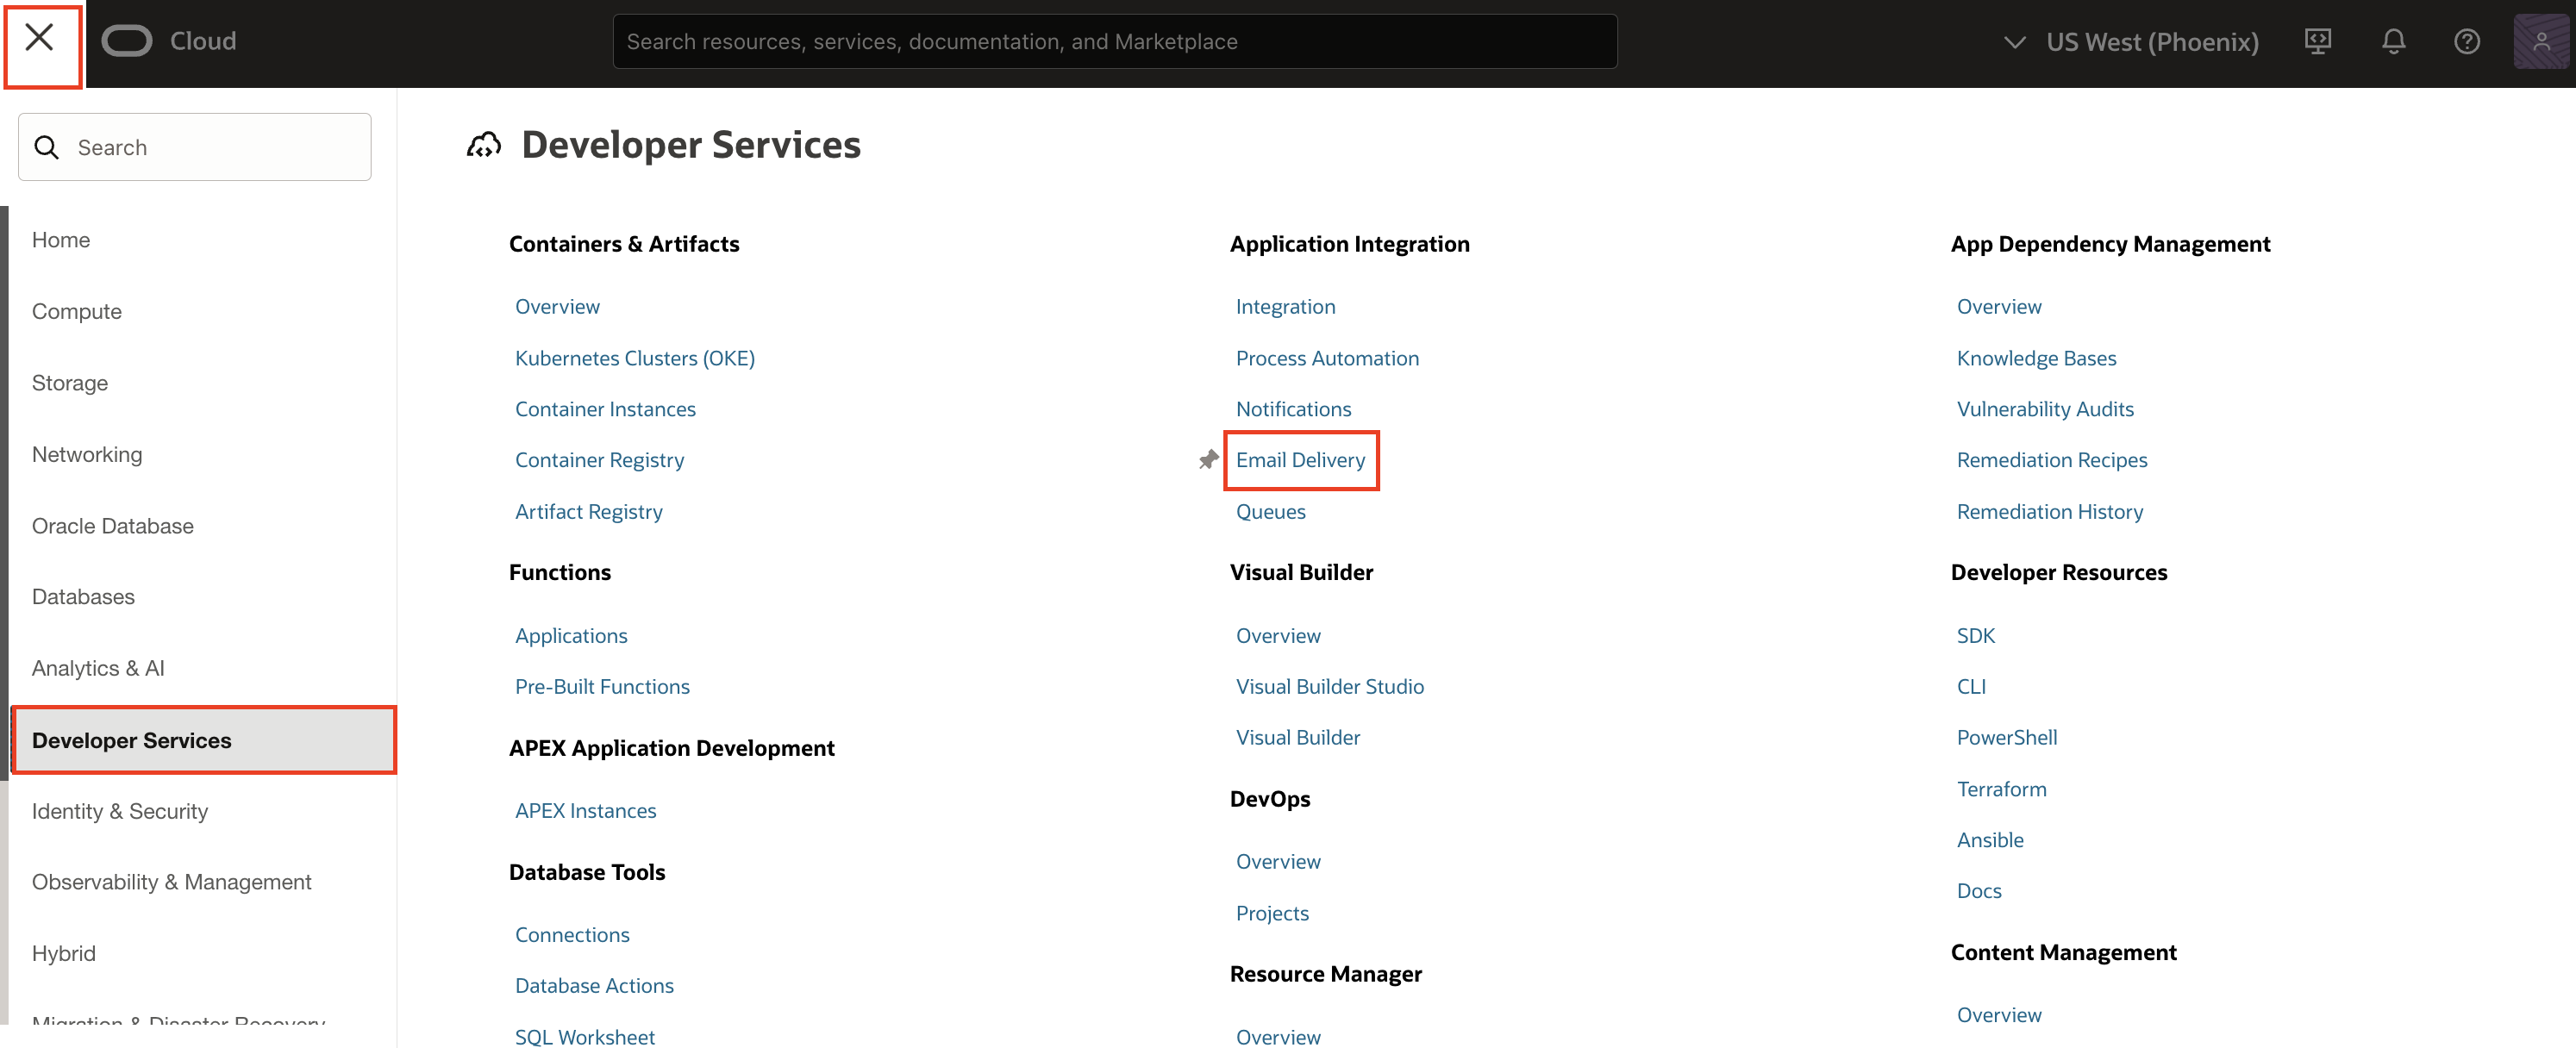 Cloud
Search resources, services, documentation, and Marketplace
US West (Phoenix)
Search
Home
Compute
Storage
Networking
Oracle Database
Databases
Analytics & AI
Developer Services
Identity & Security
Observability & Management
Hybrid
Migration & Disaster Recovery
Developer Services
Containers & Artifacts
Overview
Kubernetes Clusters (OKE)
Container Instances
Container Registry
Artifact Registry
Functions
Applications
Pre-Built Functions
APEX Application Development
APEX Instances
Database Tools
Connections
Database Actions
SQL Worksheet
Application Integration
Integration
Process Automation
Notifications
Email Delivery
Queues
Visual Builder
Overview
Visual Builder Studio
Visual Builder
DevOps
Overview
Projects
Resource Manager
Overview
App Dependency Management
Overview
Knowledge Bases
Vulnerability Audits
Remediation Recipes
Remediation History
Developer Resources
SDK
CLI
PowerShell
Terraform
Ansible
Docs
Content Management
Overview